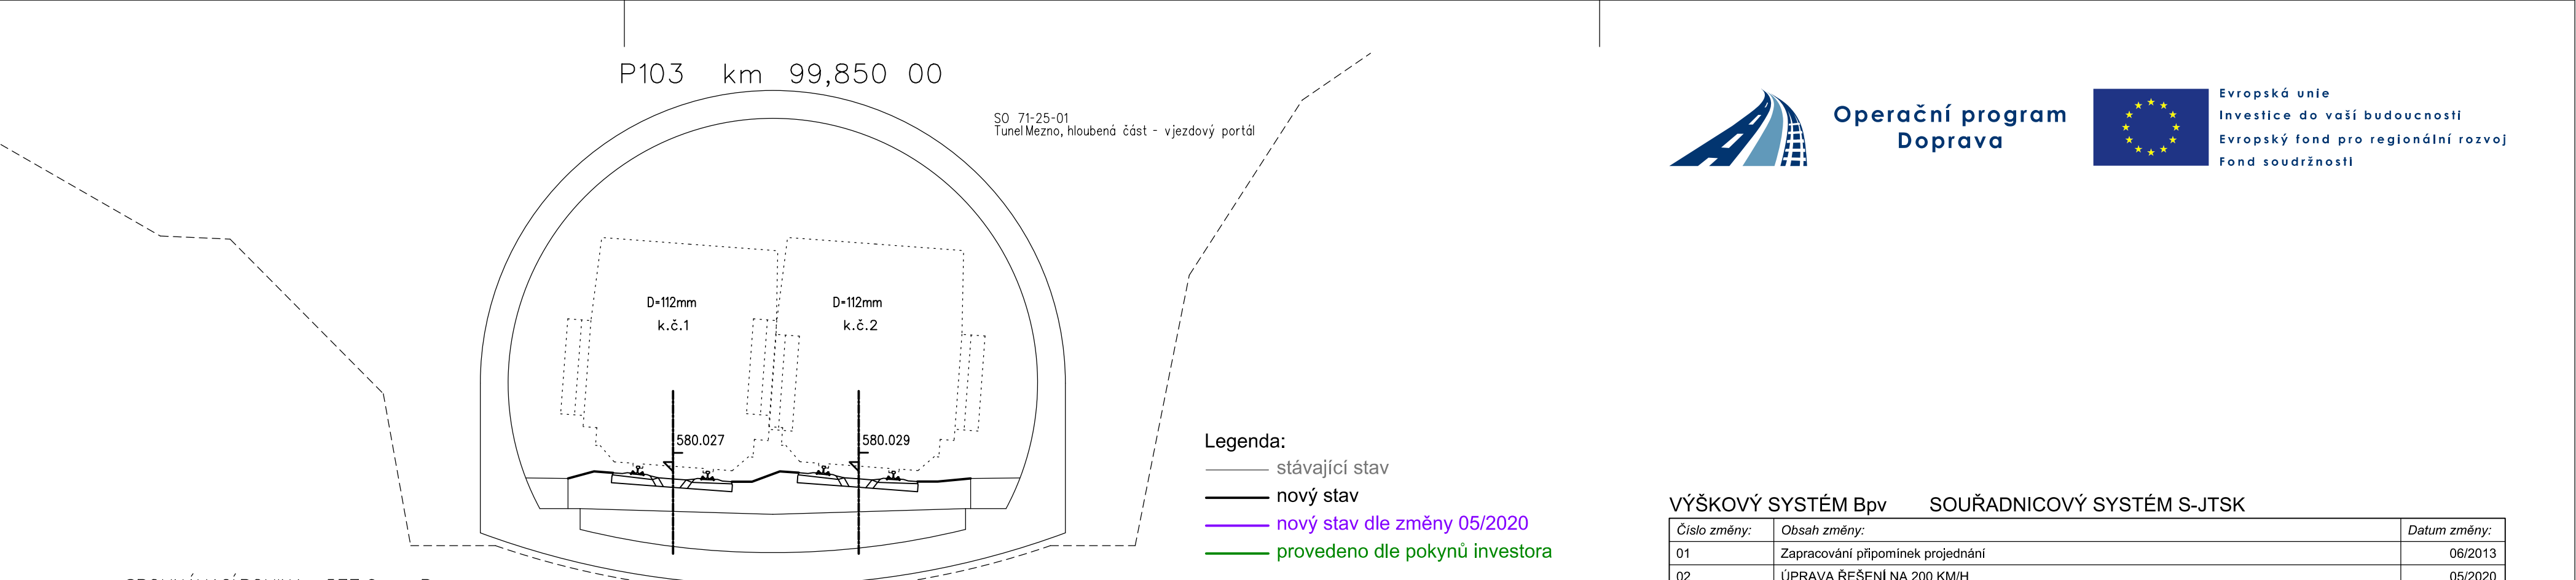 P103 km 99,850 00
SO 71-25-01
Tunel Mezno, hloubená část - vjezdový portál
D=112mm
k.č.1
D=112mm
k.č.2
580.027
580.029
Legenda:
stávající stav
nový stav
nový stav dle změny 05/2020
provedeno dle pokynů investora
Operační program
Doprava
Evropská unie
Investice do vaší budoucnosti
Evropský fond pro regionální rozvoj
Fond soudržnosti
VÝŠKOVÝ SYSTÉM Bpv SOUŘADNICOVÝ SYSTÉM S-JTSK
Číslo změny: Obsah změny: Datum změny:
01 Zapracování připomínek projednání 06/2013
02 ÚPRAVA ŘEŠENÍ NA 200 KM/H 05/2020